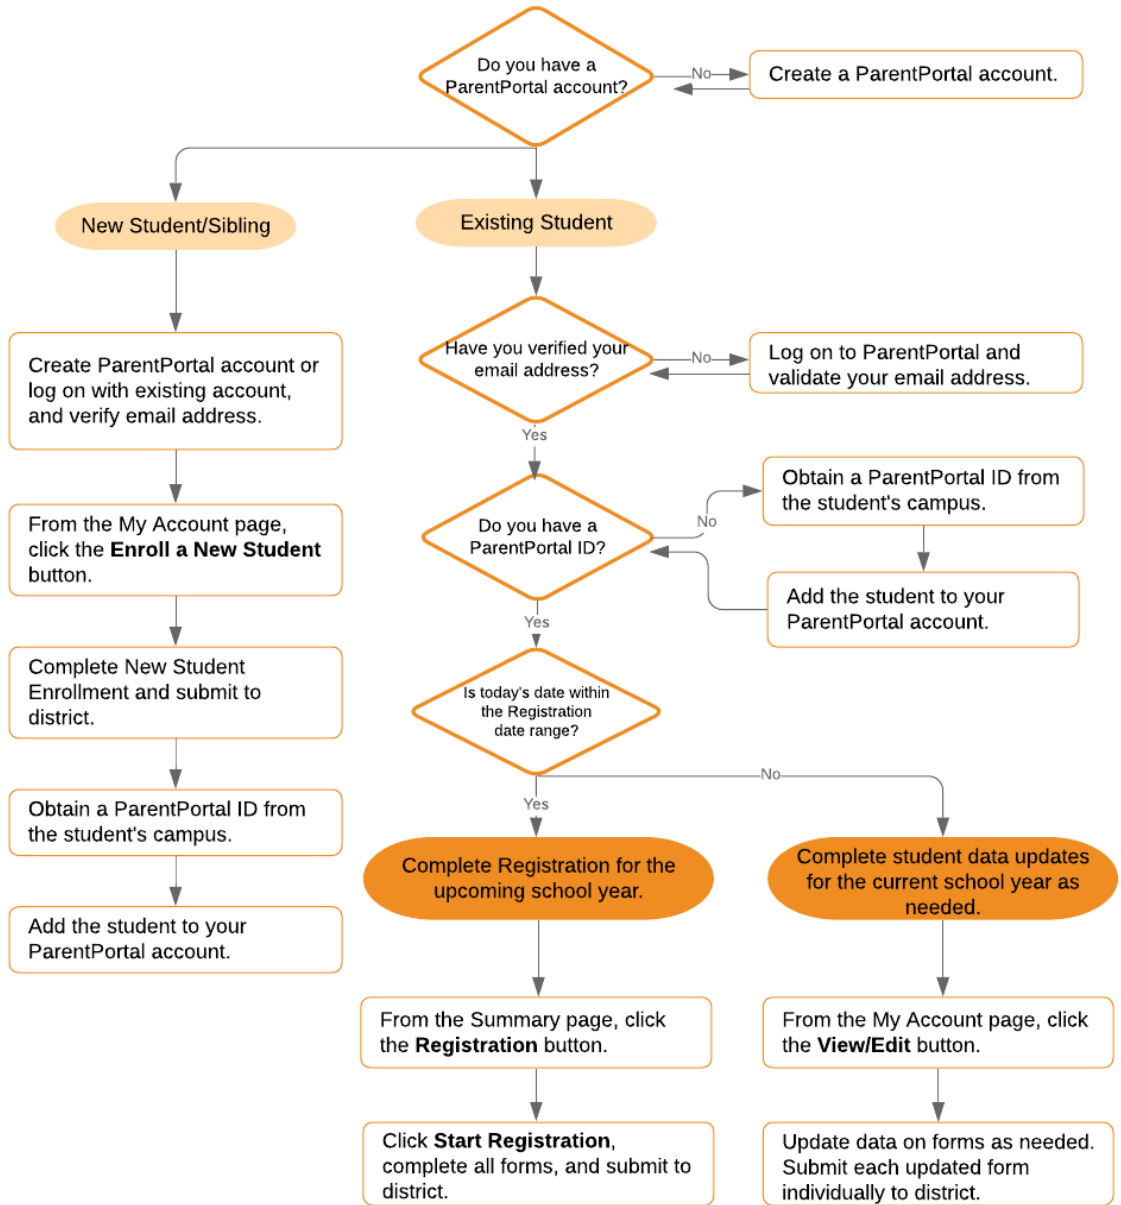 Do you have a
ParentPortal account?
No
Create a ParentPortal account.
New Student/Sibling
Existing Student
Create ParentPortal account or
log on with existing account,
and verify email address.
From the My Account page,
click the Enroll a New Student
button.
Complete New Student
Enrollment and submit to
district.
Obtain a ParentPortal ID from
the student's campus.
Add the student to your
ParentPortal account.
Have you verified your
email address?
No
Log on to ParentPortal and
validate your email address.
Yes
Do you have a
ParentPortal ID?
No
Obtain a ParentPortal ID from
the student's campus.
Add the student to your
ParentPortal account.
Yes
Is today's date within
the Registration
date range?
Yes
No
Complete Registration for the
upcoming school year.
From the Summary page, click
the Registration button.
Click Start Registration,
complete all forms, and submit to
district.
Complete student data updates
for the current school year as
needed.
From the My Account page, click
the View/Edit button.
Update data on forms as needed.
Submit each updated form
individually to district.